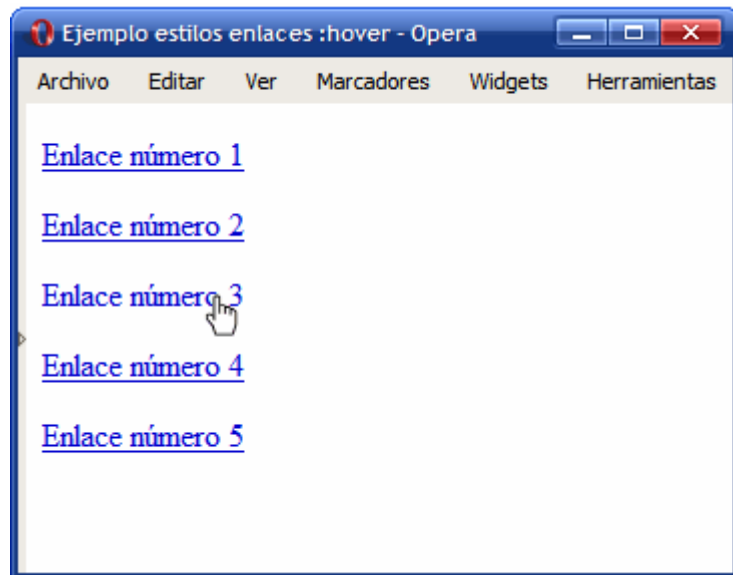 Ejemplo estilos enlaces :hover - Opera
Archivo Editar Ver Marcadores Widgets Herramientas
Enlace número 1
Enlace número 2
Enlace número 3
Enlace número 4
Enlace número 5